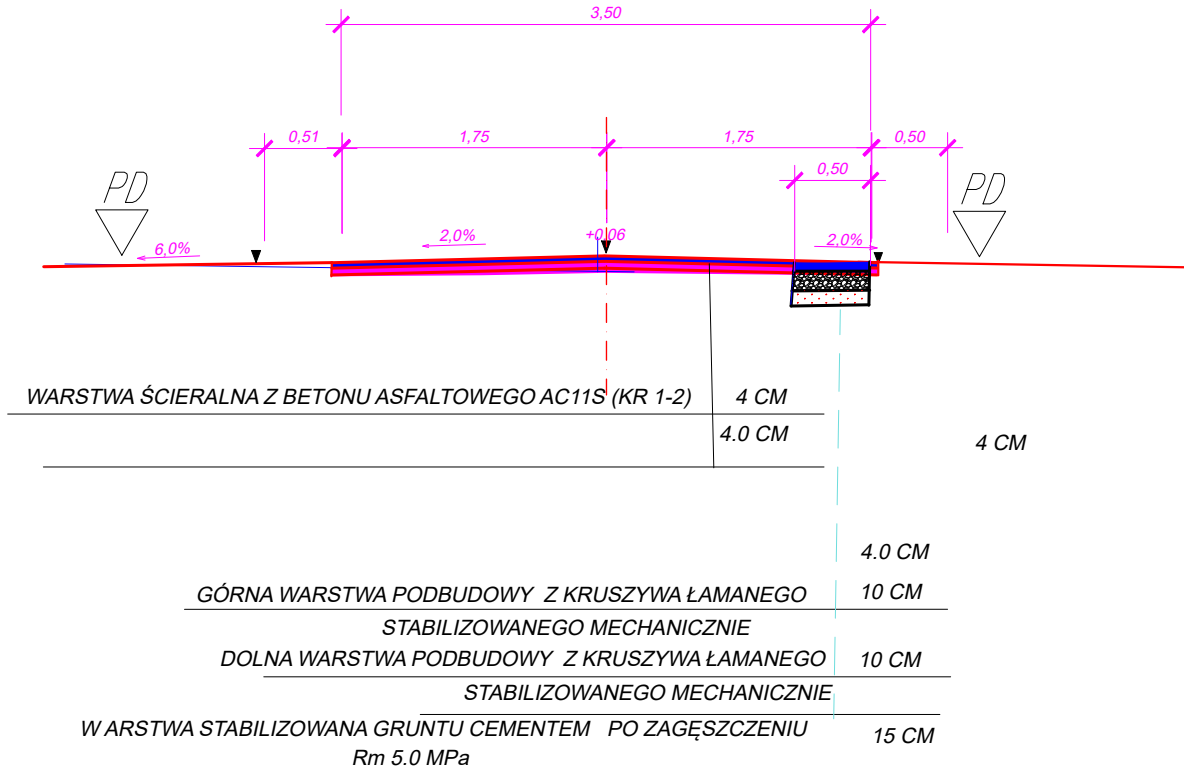 3,50
0,51 1,75 1,75 0,50
0,50
PD PD
6,0% 2,0% +0,06 2,0%
WARSTWA ŚCIERALNA Z BETONU ASFALTOWEGO AC11S (KR 1-2) 4 CM
4.0 CM
4 CM
4.0 CM
GÓRNA WARSTWA PODBUDOWY Z KRUSZYWA ŁAMANEGO 10 CM
STABILIZOWANEGO MECHANICZNIE
DOLNA WARSTWA PODBUDOWY Z KRUSZYWA ŁAMANEGO 10 CM
STABILIZOWANEGO MECHANICZNIE
W ARSTWA STABILIZOWANA GRUNTU CEMENTEM PO ZAGĘSZCZENIU 15 CM
Rm 5.0 MPa